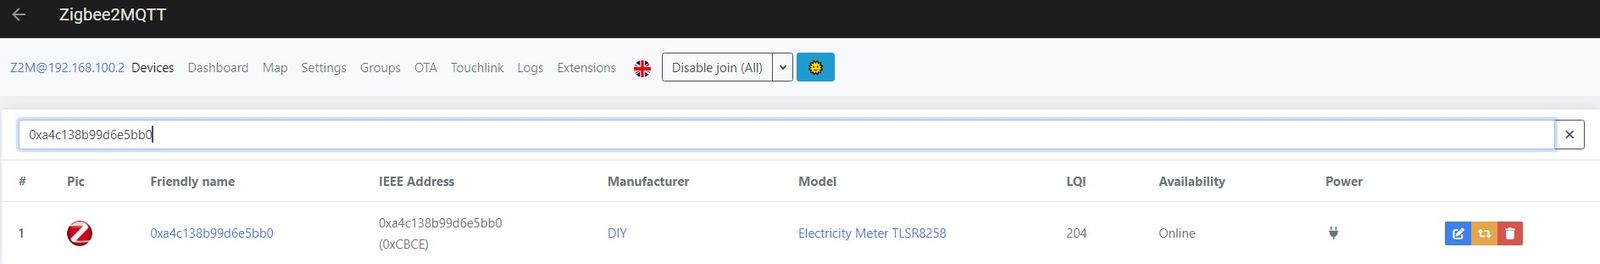 Zigbee2MQTT
Z2M@192.168.100.2 Devices Dashboard Map Settings Groups OTA Touchlink Logs Extensions Disable join (All)
0xa4c138b99d6e5bb0
# Pic Friendly name IEEE Address Manufacturer Model LQI Availability Power
1 0xa4c138b99d6e5bb0 0xa4c138b99d6e5bb0 DIY Electricity Meter TLSR8258 204 Online
(0xCBCE)